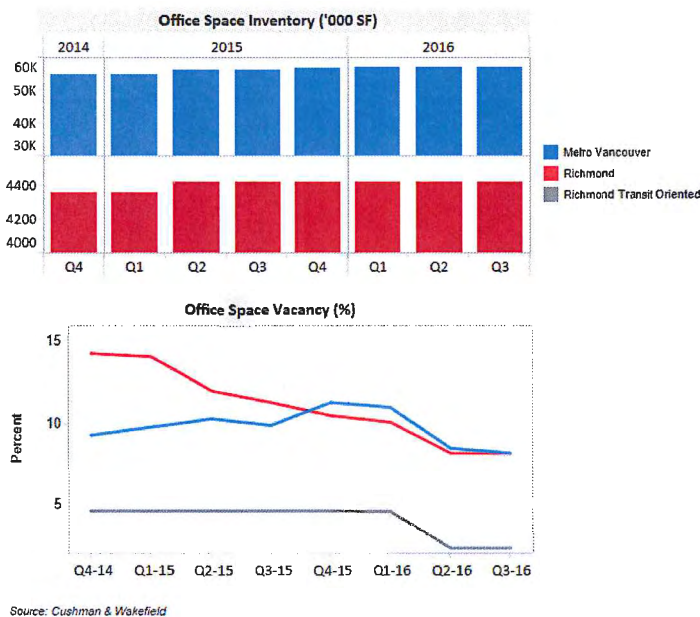 Office Space Inventory ('000 SF)
2014 2015 2016
60K
50K
40K
30K
4400
4200
4000
Q4 Q1 Q2 Q3 Q4 Q1 Q2 Q3
Metro Vancouver
Richmond
Richmond Transit Oriented
Office Space Vacancy (%)
15
10
5
Percent
Q4-14 Q1-15 Q2-15 Q3-15 Q4-15 Q1-16 Q2-16 Q3-16
Source: Cushman & Wakefield